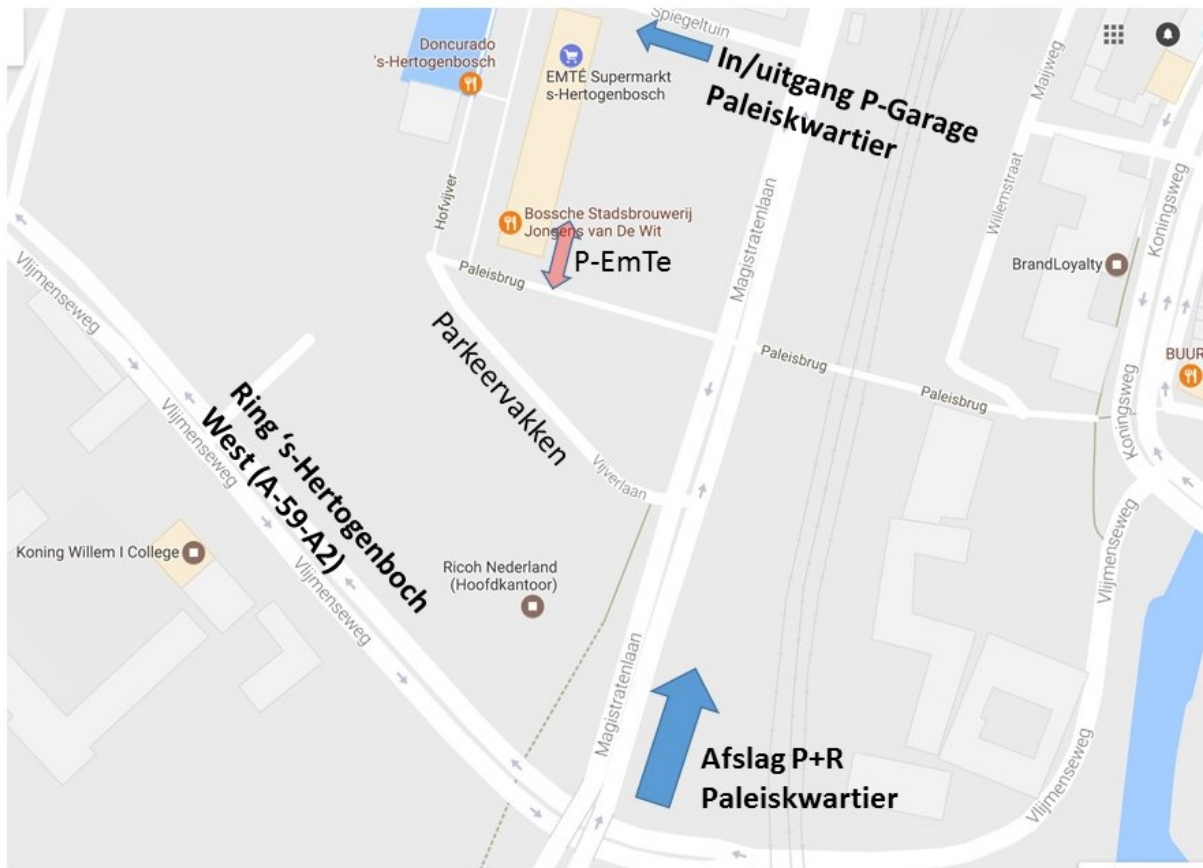 Spiegeltuin
Doncurado
's-Hertogenbosch
EMTÉ Supermarkt
s-Hertogenbosch
In/uitgang P-Garage
Paleiskwartier
Maijweg
Hofvijver
Bossche Stadsbrouwerij
Jongens van De Wit
P-EmTe
Magistratenlaan
Willemstraat
Koningsweg
BrandLoyalty
Vlijmenseweg
Paleisbrug
Parkeervakken
Paleisbrug
Paleisbrug
BUUR
Koningsweg
Ring ‘s-Hertogenboch
West (A-59-A2)
Vlijmenseweg
Vijverlaan
Koning Willem I College
Ricoh Nederland
(Hoofdkantoor)
Vlijmenseweg
Vlijmenseweg
Magistratenlaan
Afslag P+R
Paleiskwartier
Vlijmenseweg